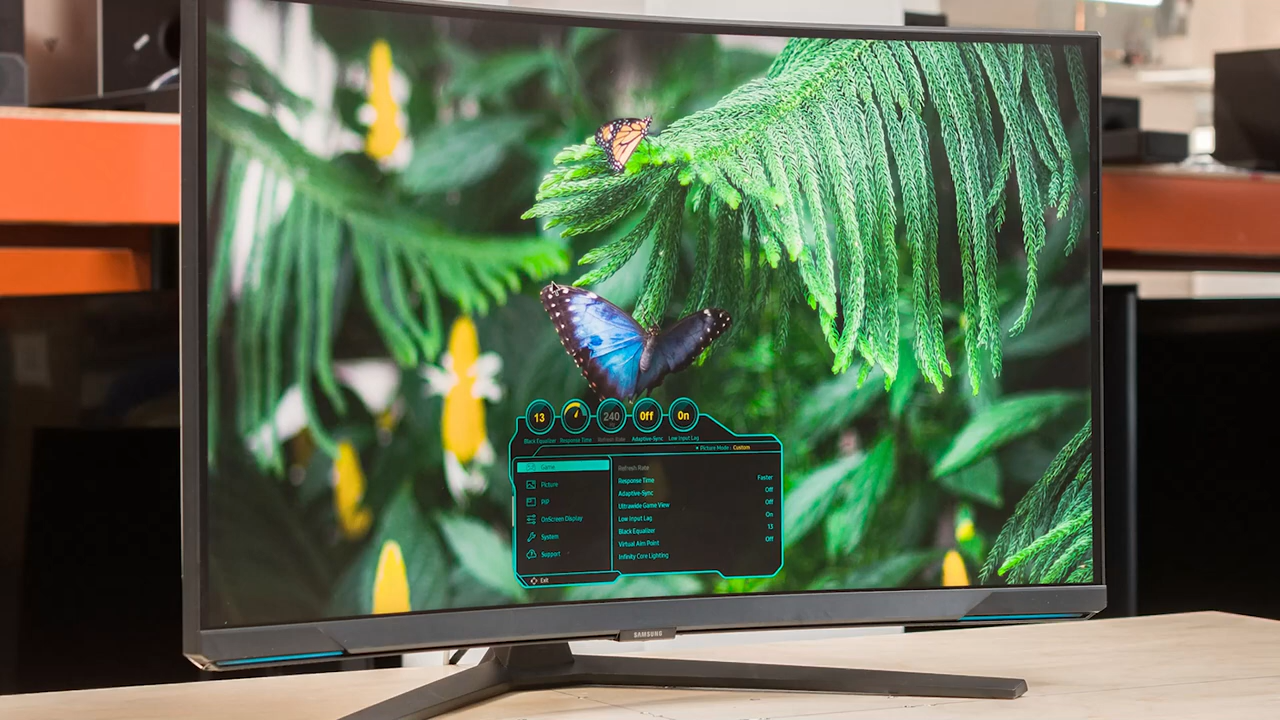 13
240
Hz
Off
On
Black Equalizer
Response Time
Refresh Rate
Adaptive-Sync
Low Input Lag
Picture Mode : Custom
Game
Picture
PIP
OnScreen Display
System
Support
Refresh Rate
Response Time Faster
Adaptive-Sync Off
Ultrawide Game View Off
Low Input Lag On
Black Equalizer 13
Virtual Aim Point Off
Infinity Core Lighting
Exit
SAMSUNG